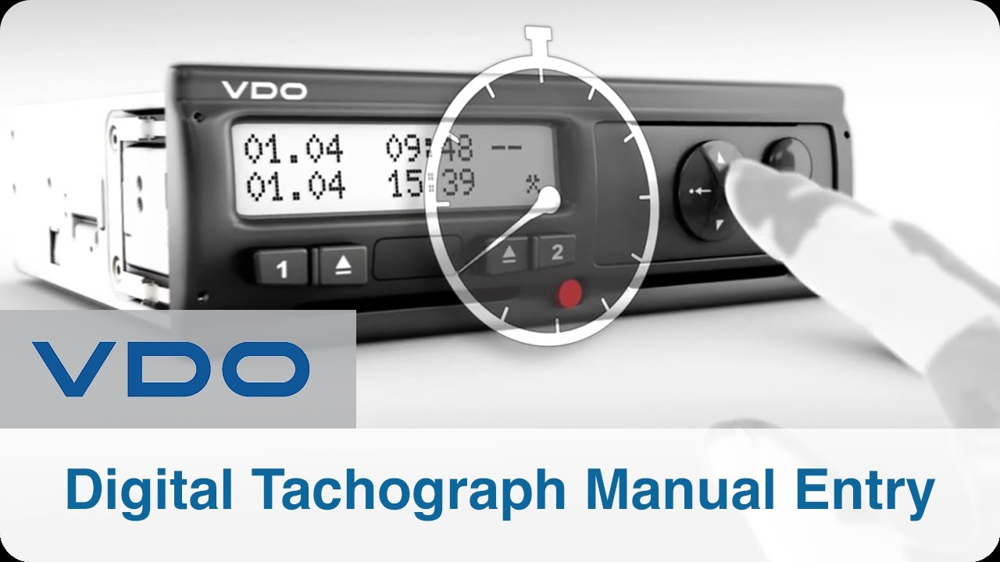 VDO
01.04 09:48 --
01.04 15:39
1 2
VDO
Digital Tachograph Manual Entry